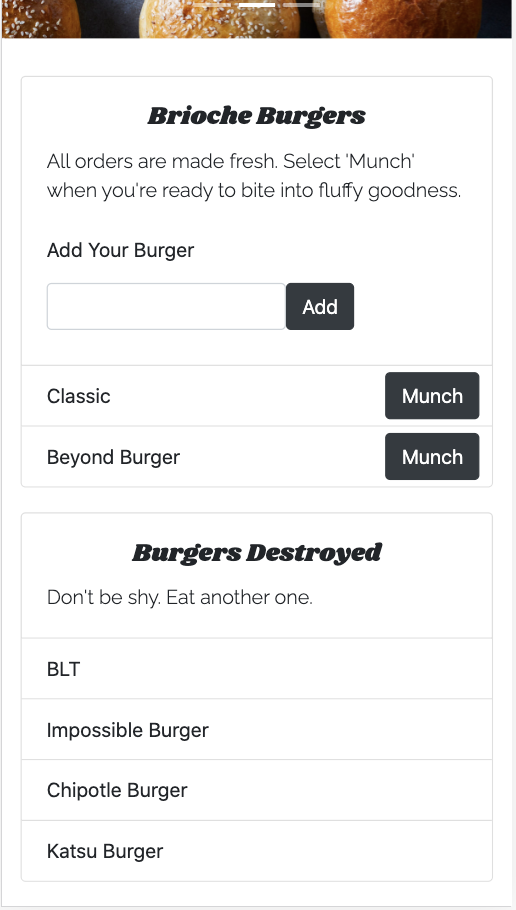 Brioche Burgers
All orders are made fresh. Select 'Munch'
when you're ready to bite into fluffy goodness.
Add Your Burger
Add
Classic
Munch
Beyond Burger
Munch
Burgers Destroyed
Don't be shy. Eat another one.
BLT
Impossible Burger
Chipotle Burger
Katsu Burger